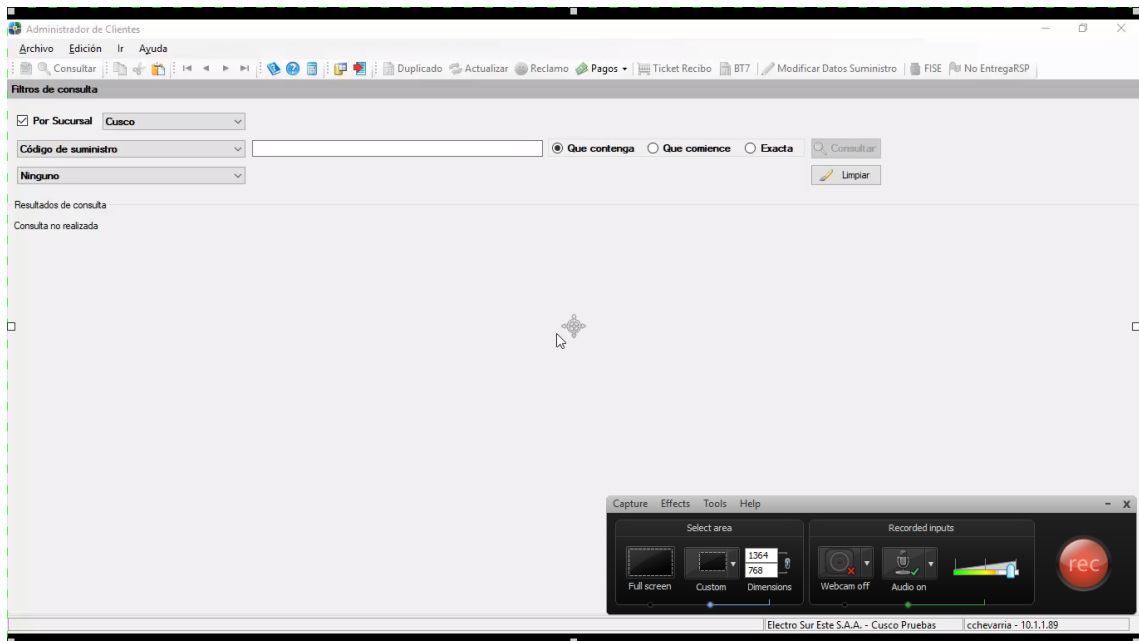 Administrador de Clientes
Archivo Edición Ir Ayuda
Consultar Duplicado Actualizar Reclamo Pagos Ticket Recibo BT7 Modificar Datos Suministro FISE No EntregaRSP
Filtros de consulta
Por Sucursal Cusco
Código de suministro Que contenga Que comience Exacta Consultar
Ninguno Limpiar
Resultados de consulta
Consulta no realizada
Capture Effects Tools Help - x
Select area Recorded inputs
1364
768
rec
Full screen Custom Dimensions Webcam off Audio on
Electro Sur Este S.A.A. - Cusco Pruebas cchevarria - 10.1.1.89